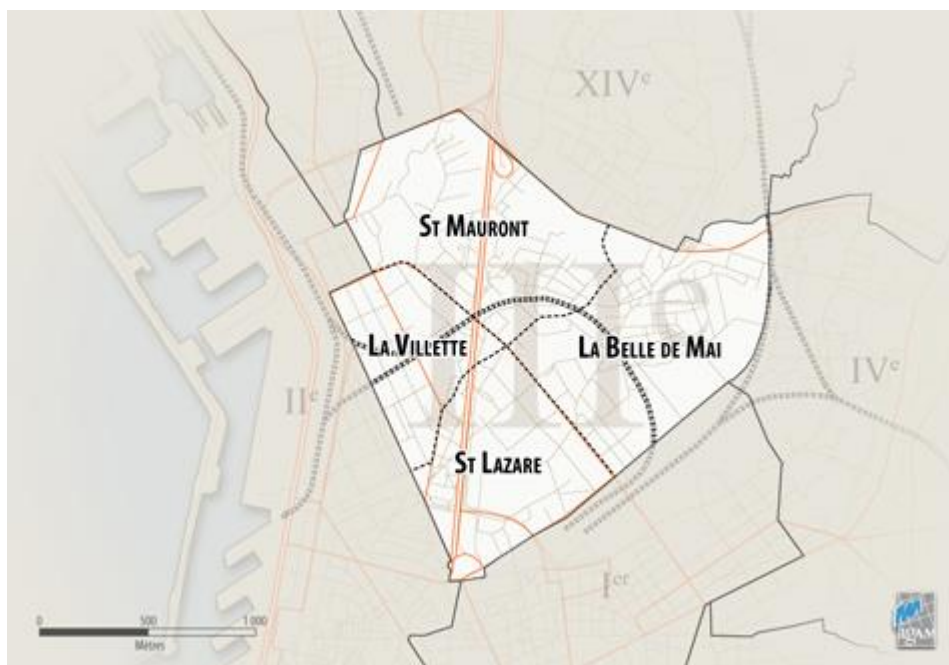 XIVᵉ
St Mauront
IIIᵉ
La Villette
La Belle de Mai
IVᵉ
IIᵉ
St Lazare
Iᵉʳ
0 500 1 000
Mètres
agam